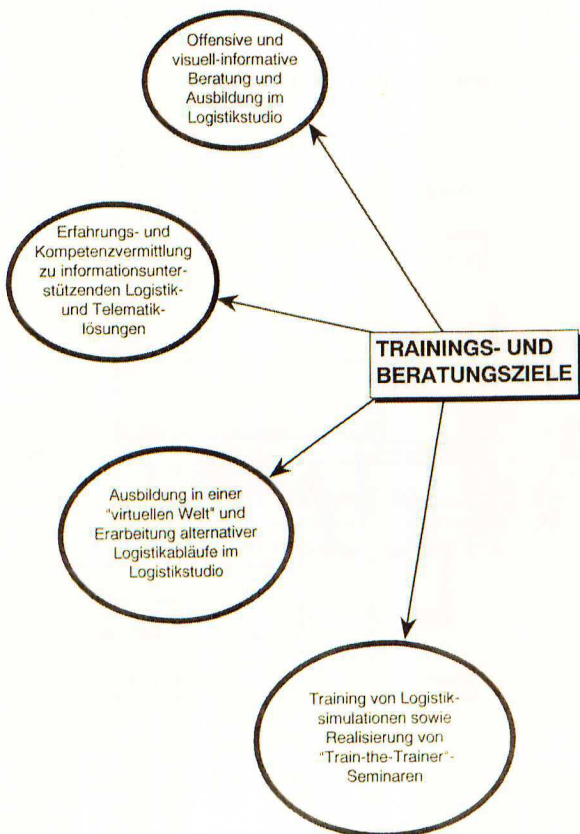 Offensive und
visuell-informative
Beratung und
Ausbildung im
Logistikstudio
Erfahrungs- und
Kompetenzvermittlung
zu informationsunter-
stützenden Logistik-
und Telematik-
lösungen
TRAININGS- UND
BERATUNGSZIELE
Ausbildung in einer
"virtuellen Welt" und
Erarbeitung alternativer
Logistikabläufe im
Logistikstudio
Training von Logistik-
simulationen sowie
Realisierung von
"Train-the-Trainer"-
Seminaren